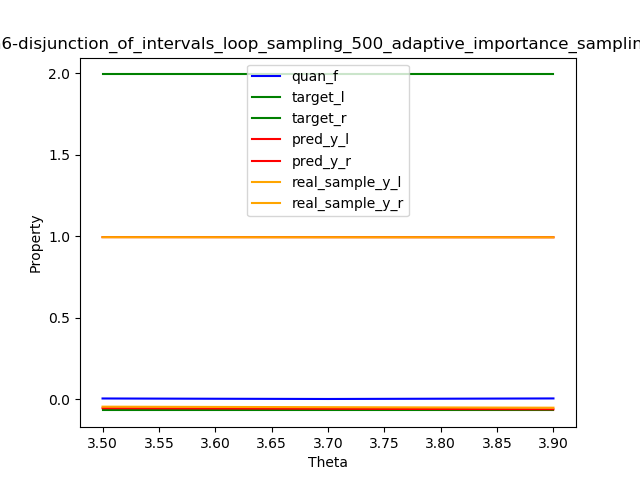 6-disjunction_of_intervals_loop_sampling_500_adaptive_importance_samplin
2.0
1.5
1.0
0.5
0.0
Property
quan_f
target_l
target_r
pred_y_l
pred_y_r
real_sample_y_l
real_sample_y_r
3.50 3.55 3.60 3.65 3.70 3.75 3.80 3.85 3.90
Theta